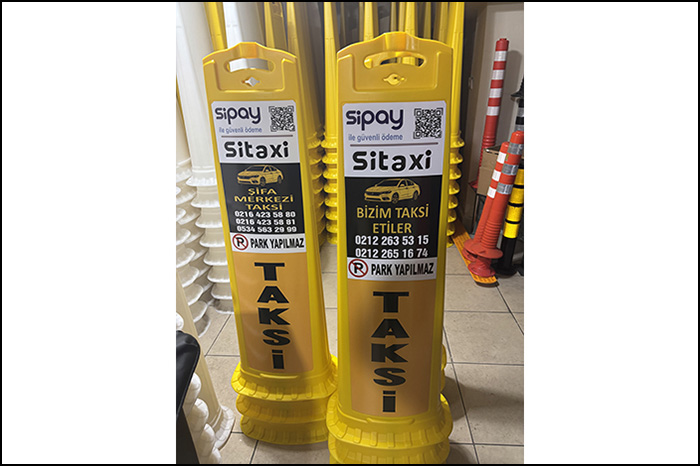 sipay
ile güvenli ödeme
Sitaxi
ŞİFA
MERKEZİ
TAKSİ
0216 423 58 80
0216 423 58 81
0534 563 29 99
P PARK YAPILMAZ
TAKSİ
sipay
ile güvenli ödeme
Sitaxi
BİZİM TAKSİ
ETİLER
0212 263 53 15
0212 265 16 74
P PARK YAPILMAZ
TAKSİ